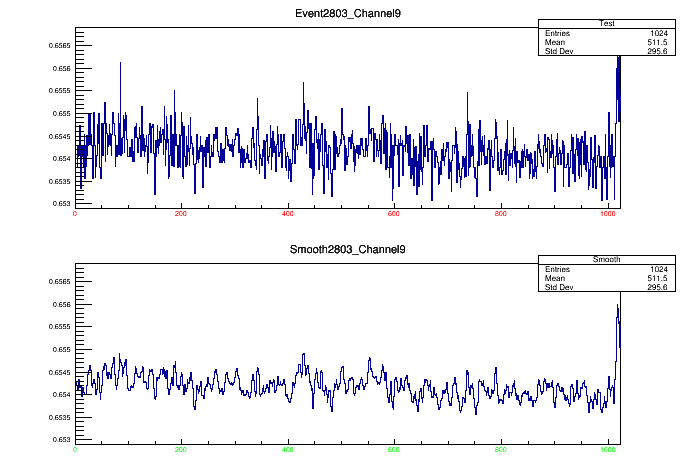 Event2803_Channel9
Test
Entries 1024
Mean 511.5
Std Dev 295.6
0.6565
0.656
0.6555
0.655
0.6545
0.654
0.6535
0.653
0 200 400 600 800 1000
Smooth2803_Channel9
Smooth
Entries 1024
Mean 511.5
Std Dev 295.6
0.6565
0.656
0.6555
0.655
0.6545
0.654
0.6535
0.653
0 200 400 600 800 1000